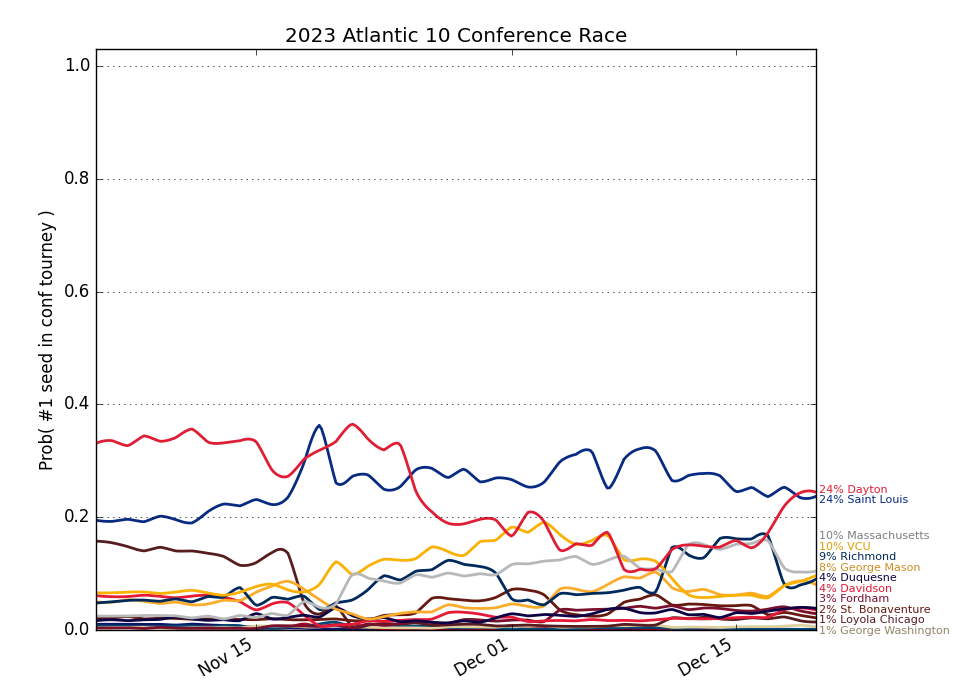 2023 Atlantic 10 Conference Race
Prob( #1 seed in conf tourney )
1.0
0.8
0.6
0.4
0.2
0.0
Nov 15
Dec 01
Dec 15
24% Dayton
24% Saint Louis
10% Massachusetts
10% VCU
9% Richmond
8% George Mason
4% Duquesne
4% Davidson
3% Fordham
2% St. Bonaventure
1% Loyola Chicago
1% George Washington